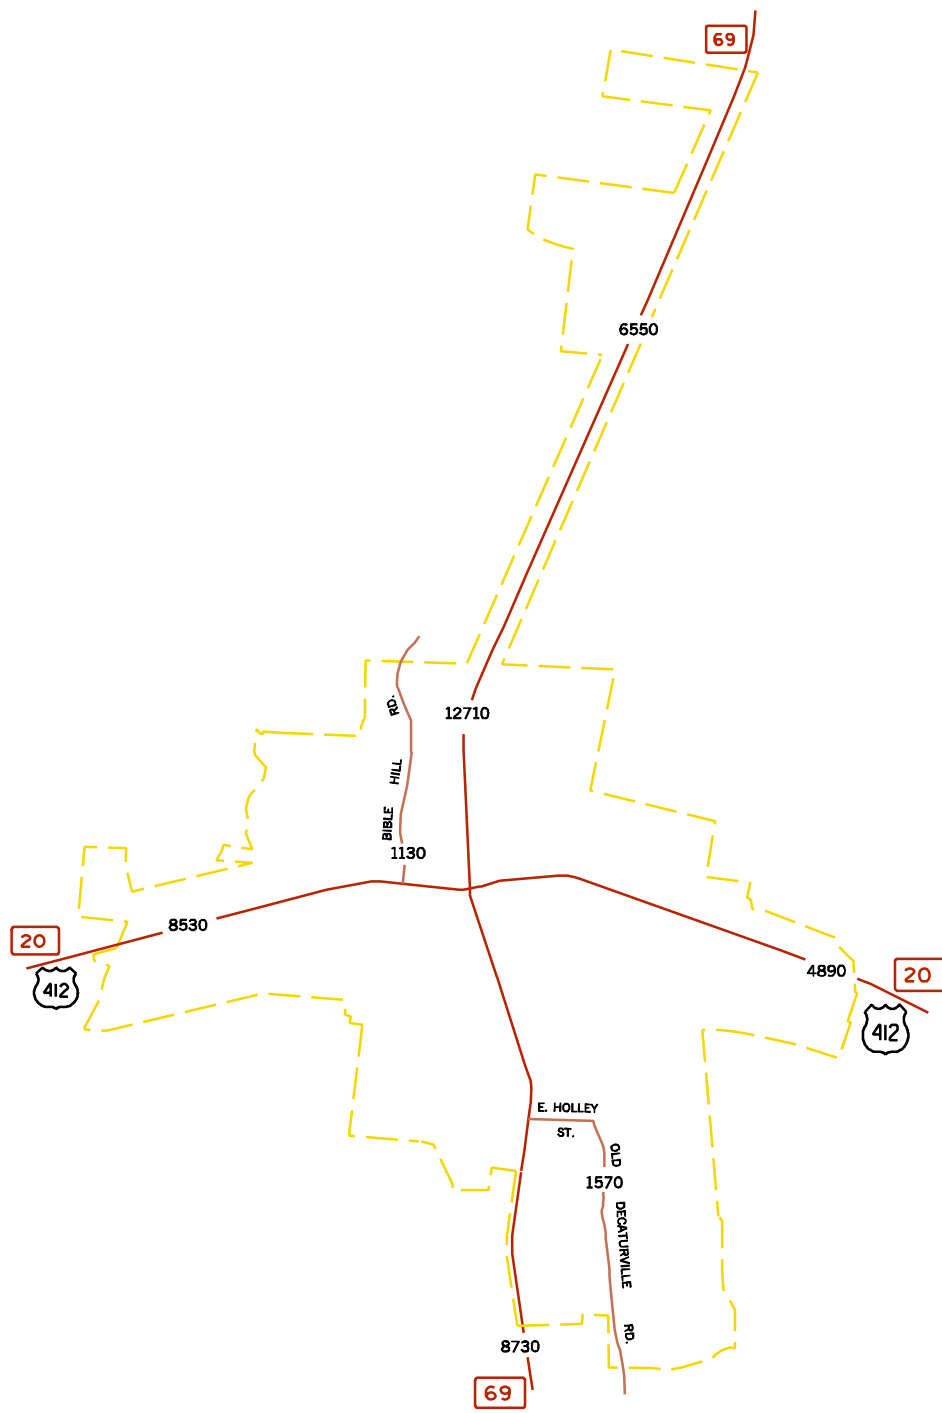 69
6550
RD.
12710
HILL
BIBLE
1130
8530
20
412
4890
20
412
E. HOLLEY
ST.
OLD
1570
DECATURVILLE
RD.
8730
69